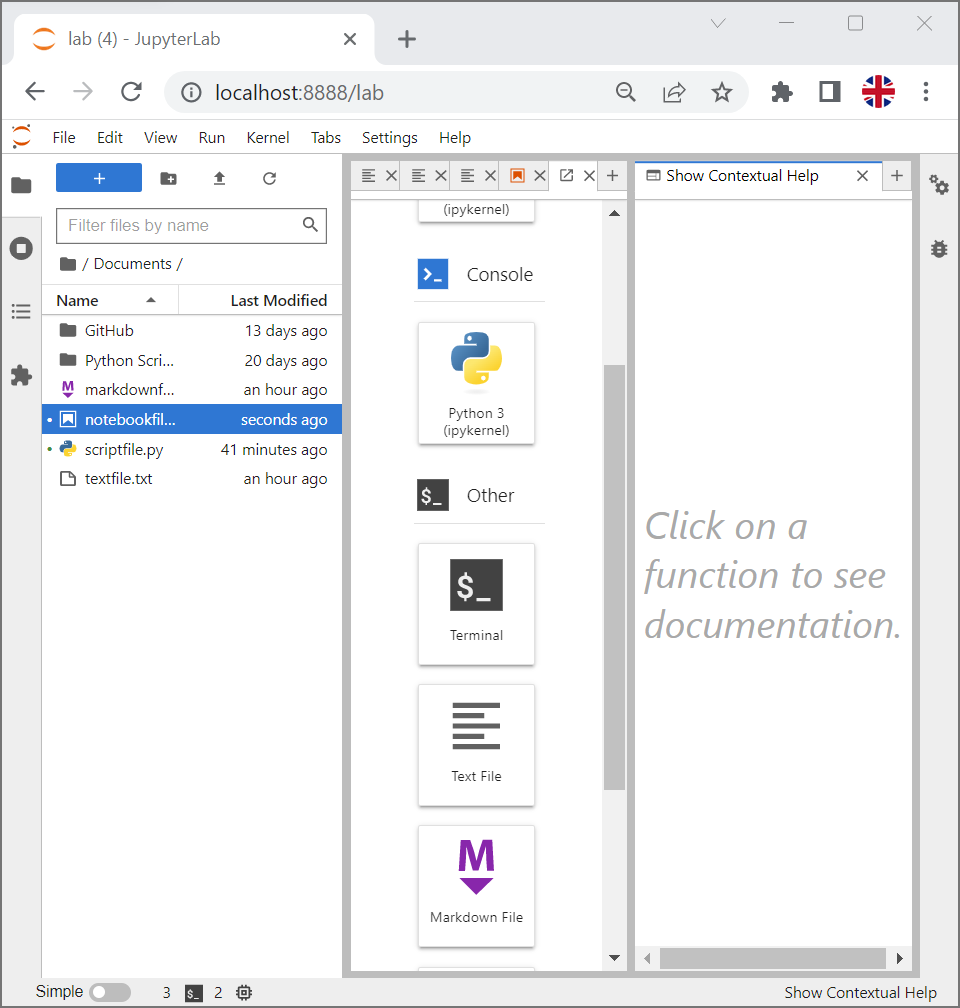 lab (4) - JupyterLab
localhost:8888/lab
File Edit View Run Kernel Tabs Settings Help
Filter files by name
/ Documents /
Name Last Modified
GitHub 13 days ago
Python Scri... 20 days ago
markdownf... an hour ago
notebookfil... seconds ago
scriptfile.py 41 minutes ago
textfile.txt an hour ago
(ipykernel)
Console
Python 3
(ipykernel)
$_ Other
$_
Terminal
Text File
M
Markdown File
Show Contextual Help
Click on a
function to see
documentation.
Simple 3 $_ 2 Show Contextual Help